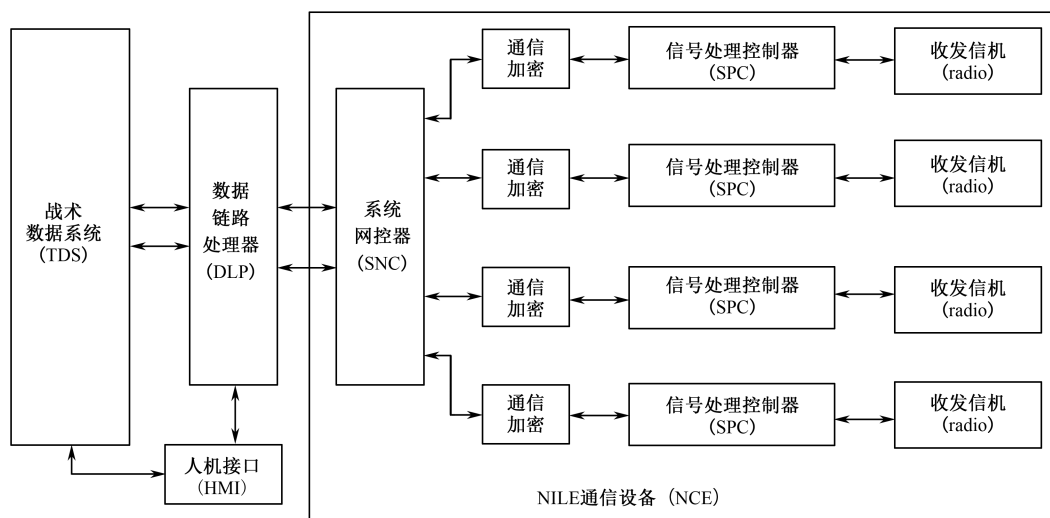 战术
数据系统
(TDS)
数据
链路
处理器
(DLP)
人机接口
(HMI)
系统
网控器
(SNC)
通信
加密
信号处理控制器
(SPC)
收发信机
(radio)
通信
加密
信号处理控制器
(SPC)
收发信机
(radio)
通信
加密
信号处理控制器
(SPC)
收发信机
(radio)
通信
加密
信号处理控制器
(SPC)
收发信机
(radio)
NILE通信设备（NCE）